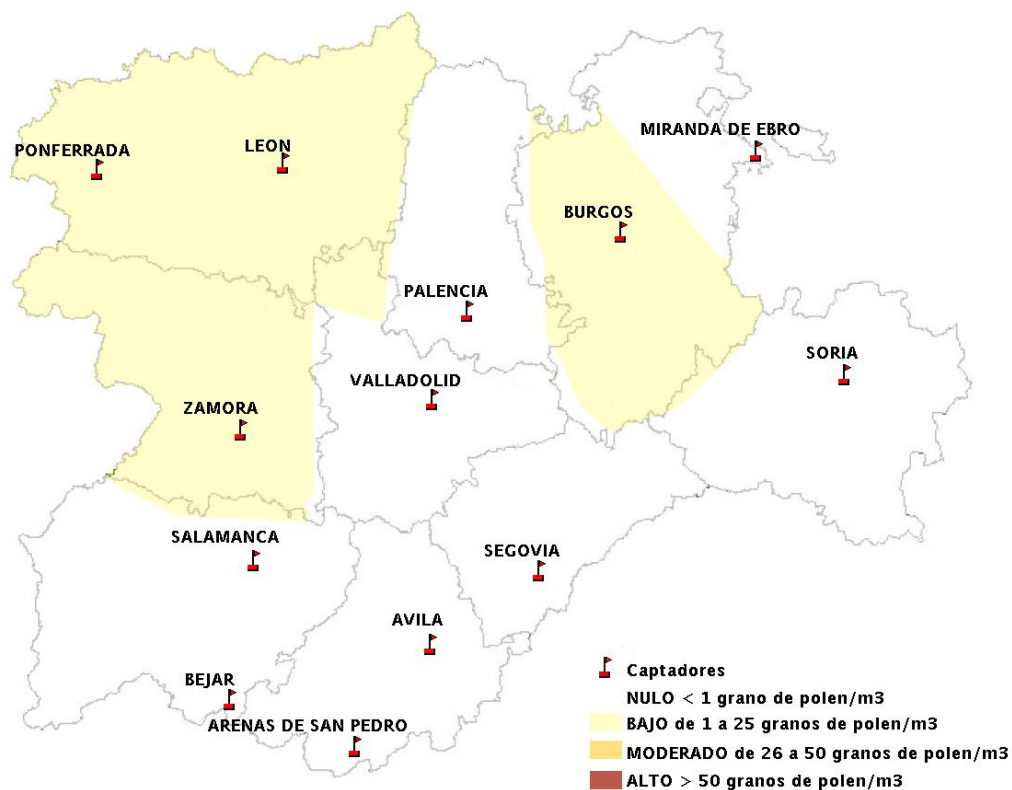 MIRANDA DE EBRO
PONFERRADA
LEON
BURGOS
PALENCIA
SORIA
VALLADOLID
ZAMORA
SALAMANCA
SEGOVIA
AVILA
BEJAR
ARENAS DE SAN PEDRO
Captadores
NULO < 1 grano de polen/m3
BAJO de 1 a 25 granos de polen/m3
MODERADO de 26 a 50 granos de polen/m3
ALTO > 50 granos de polen/m3